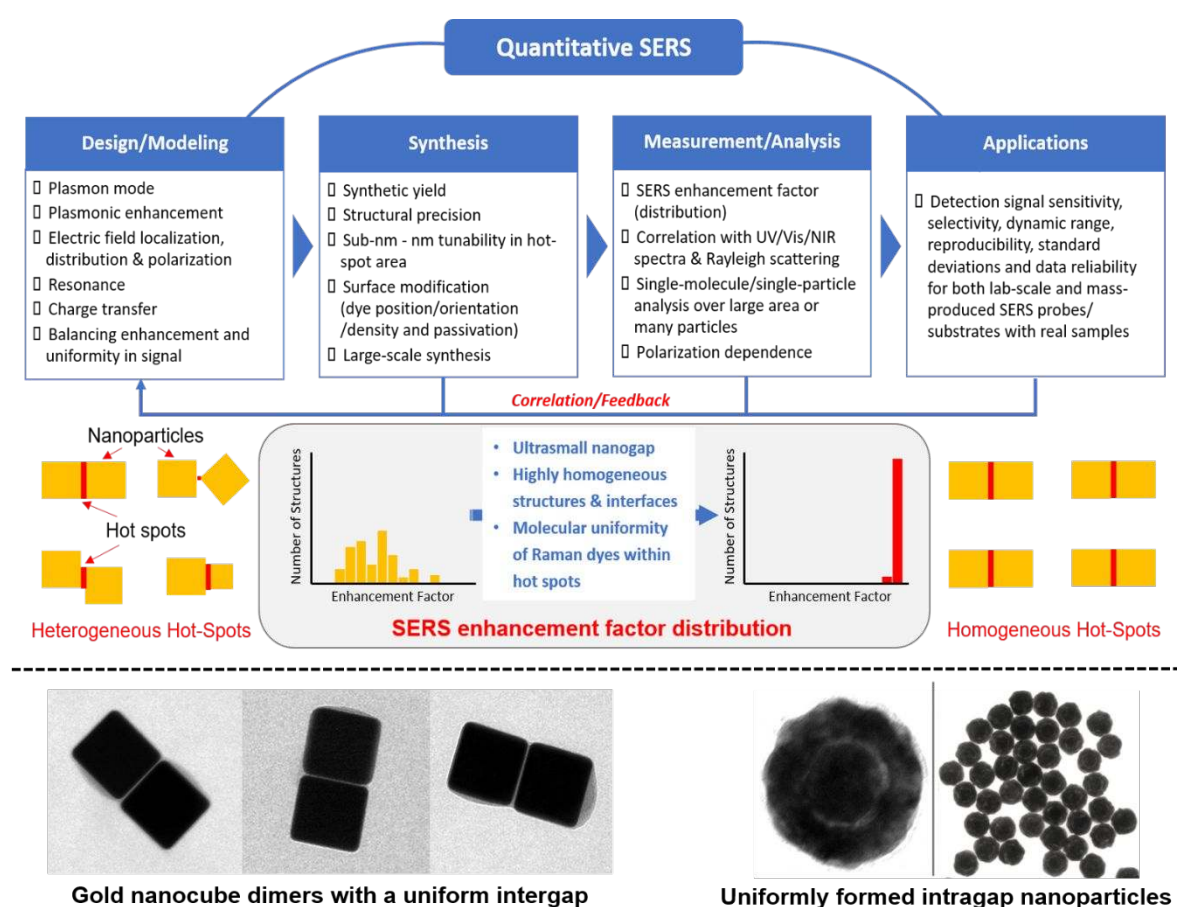 Quantitative SERS
Design/Modeling
▯ Plasmon mode
▯ Plasmonic enhancement
▯ Electric field localization,
distribution & polarization
▯ Resonance
▯ Charge transfer
▯ Balancing enhancement and
uniformity in signal
Synthesis
▯ Synthetic yield
▯ Structural precision
▯ Sub-nm - nm tunability in hot-
spot area
▯ Surface modification
(dye position/orientation
/density and passivation)
▯ Large-scale synthesis
Measurement/Analysis
▯ SERS enhancement factor
(distribution)
▯ Correlation with UV/Vis/NIR
spectra & Rayleigh scattering
▯ Single-molecule/single-particle
analysis over large area or
many particles
▯ Polarization dependence
Applications
▯ Detection signal sensitivity,
selectivity, dynamic range,
reproducibility, standard
deviations and data reliability
for both lab-scale and mass-
produced SERS probes/
substrates with real samples
Correlation/Feedback
Nanoparticles
Hot spots
Heterogeneous Hot-Spots
Number of Structures
Enhancement Factor
• Ultrasmall nanogap
• Highly homogeneous
structures & interfaces
• Molecular uniformity
of Raman dyes within
hot spots
Number of Structures
Enhancement Factor
SERS enhancement factor distribution
Homogeneous Hot-Spots
Gold nanocube dimers with a uniform intergap
Uniformly formed intragap nanoparticles